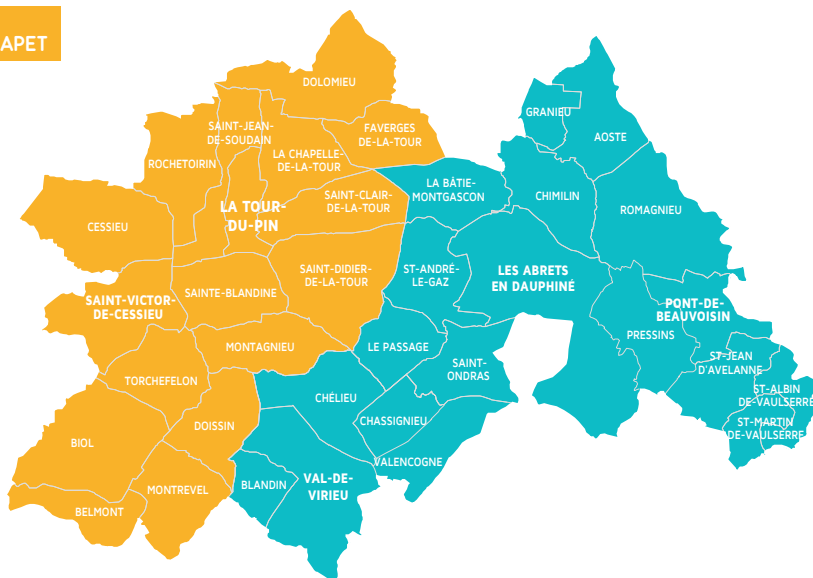 APET
DOLOMIEU
SAINT-JEAN-
DE-SOUDAIN
FAVERGES
DE-LA-TOUR
ROCHETOIRIN
LA CHAPELLE-
DE-LA-TOUR
LA TOUR-
DU-PIN
SAINT-CLAIR-
DE-LA-TOUR
CESSIEU
SAINT-DIDIER-
DE-LA-TOUR
SAINT-VICTOR-
DE-CESSIEU
SAINTE-BLANDINE
MONTAGNIEU
TORCHEFELON
DOISSIN
BIOL
MONTREVEL
BELMONT
GRANIEU
AOSTE
LA BÂTIE-
MONTGASCON
CHIMILIN
ROMAGNIEU
ST-ANDRÉ-
LE-GAZ
LES ABRETS
EN DAUPHINÉ
PONT-DE-
BEAUVOISIN
PRESSINS
LE PASSAGE
SAINT-
ONDRAS
ST-JEAN
D'AVELANNE
ST-ALBIN
DE-VAULSERRE
ST-MARTIN
DE-VAULSERRE
CHÉLIEU
CHASSIGNIEU
VALENCOGNE
BLANDIN
VAL-DE-
VIRIEU